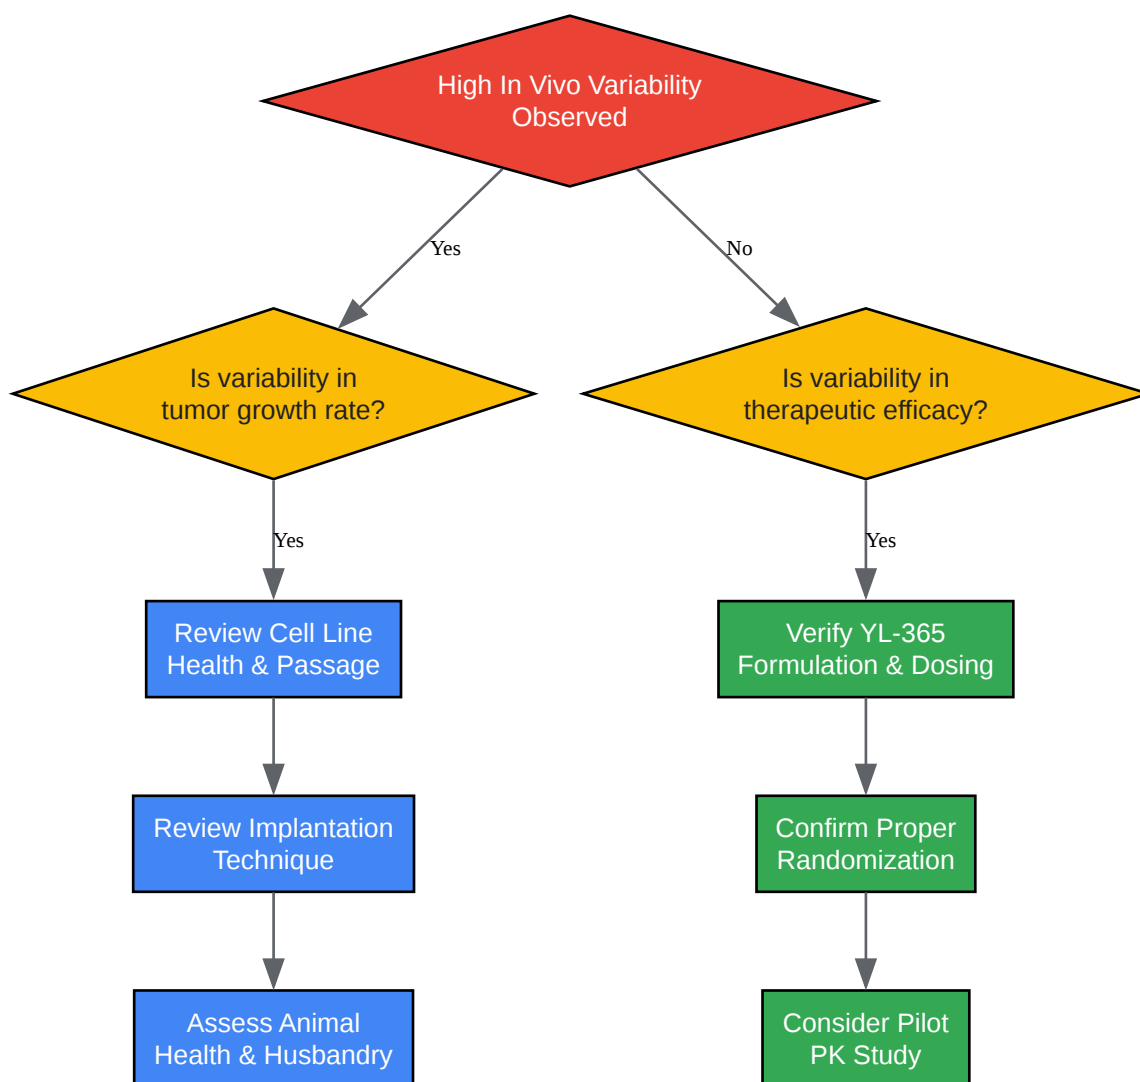 High In Vivo Variability
Observed
Yes
No
Is variability in
tumor growth rate?
Is variability in
therapeutic efficacy?
Yes
Yes
Review Cell Line
Health & Passage
Verify YL-365
Formulation & Dosing
Review Implantation
Technique
Confirm Proper
Randomization
Assess Animal
Health & Husbandry
Consider Pilot
PK Study